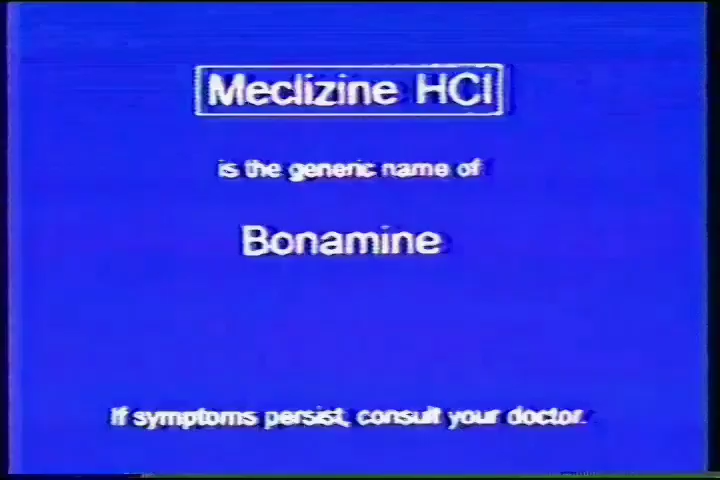 Meclizine HCl
is the generic name of
Bonamine
If symptoms persist, consult your doctor.